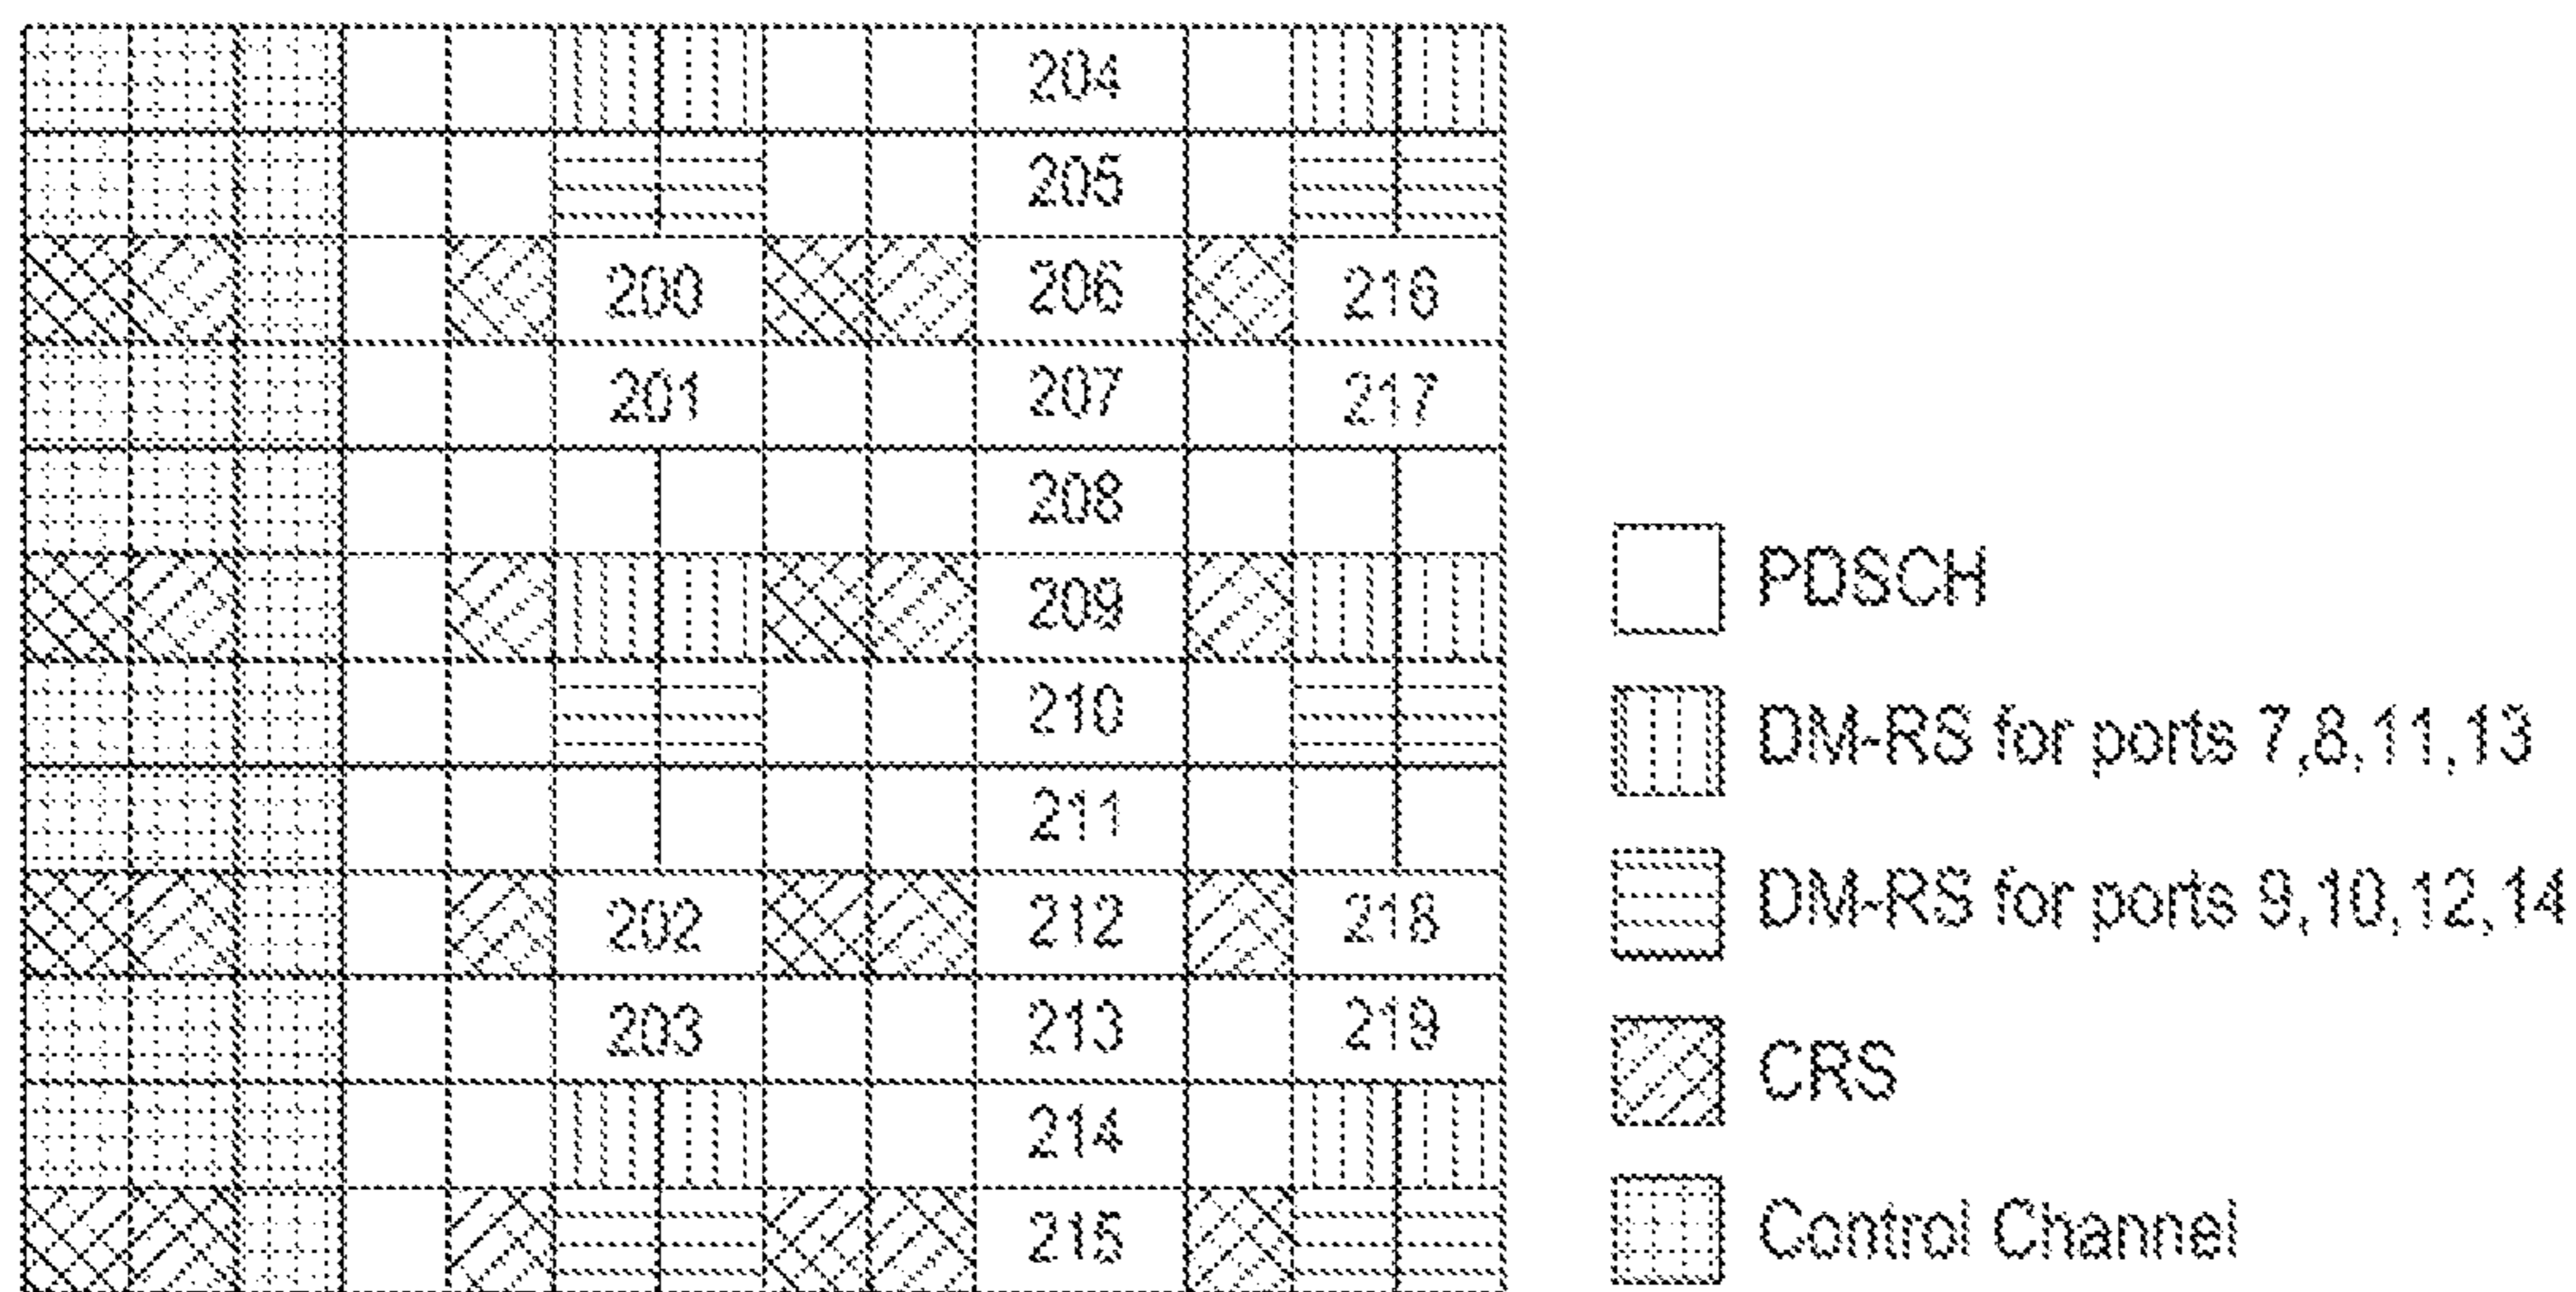 204
205
200 206 216
201 207 217
208
209
210
211
202 212 218
203 213 219
214
215
PDSCH
DM-RS for ports 7,8,11,13
DM-RS for ports 9,10,12,14
CRS
Control Channel